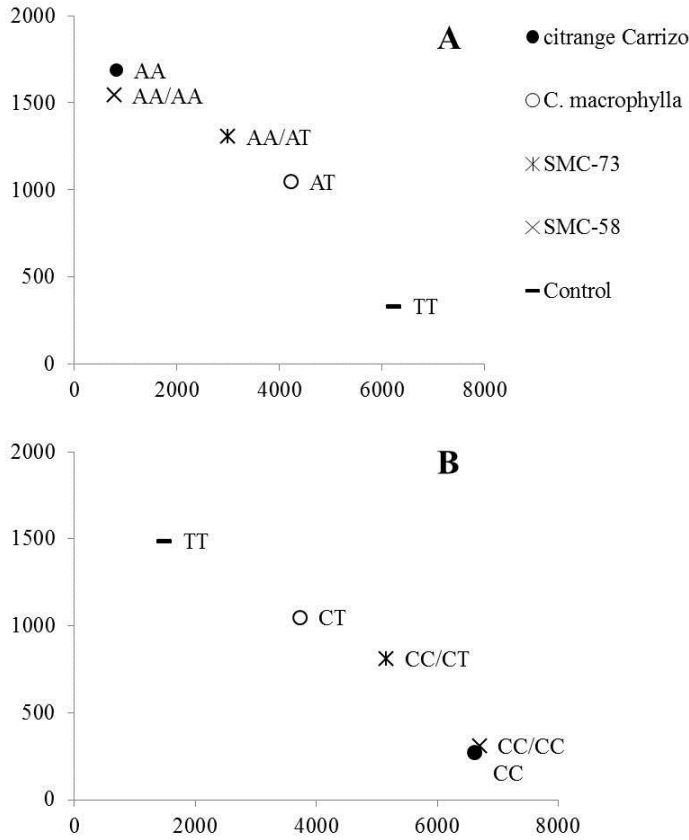 2000
A
citrange Carrizo
AA
AA/AA
1500
C. macrophylla
AA/AT
SMC-73
AT
1000
SMC-58
500
Control
TT
0
0 2000 4000 6000 8000
2000
B
1500
TT
1000
CT
CC/CT
500
CC/CC
CC
0
0 2000 4000 6000 8000